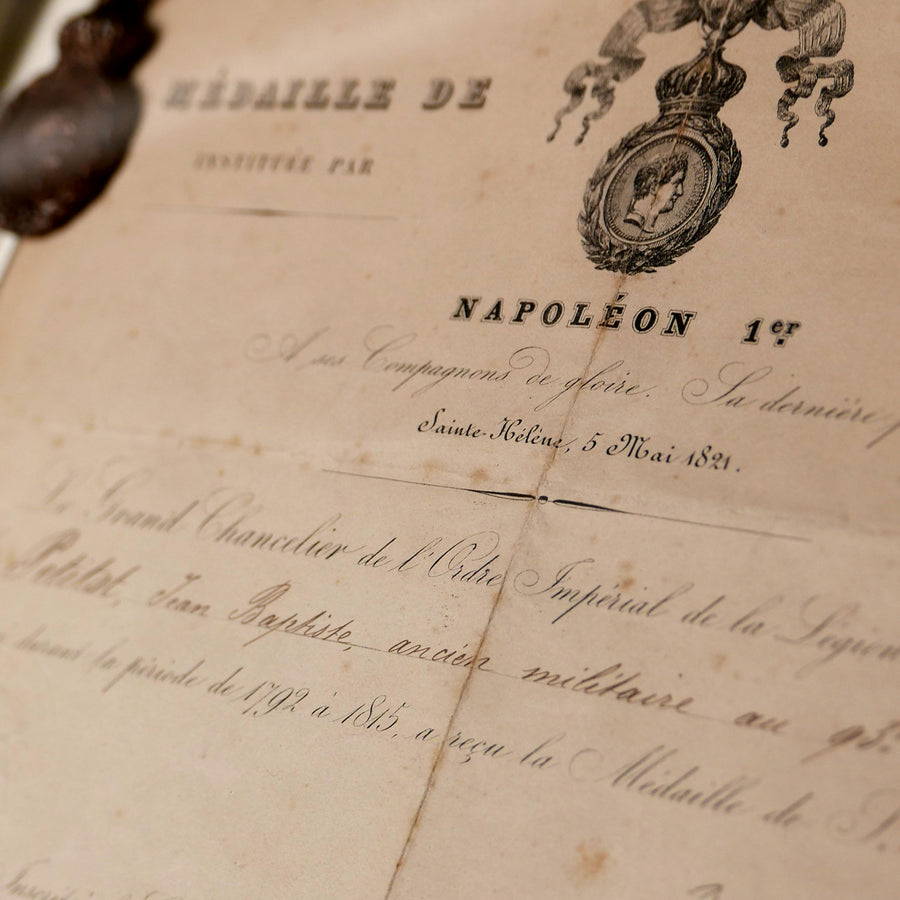 MÉDAILLE DE
INSTITUÉE PAR
NAPOLÉON 1er
A ses Compagnons de gloire. Sa dernière
Sainte-Hélène, 5 Mai 1821.
Le Grand Chancelier de l'Ordre Impérial de la Légion
Jean Baptiste, ancien militaire au 95
durant la période de 1792 à 1815, a reçu la Médaille de S.